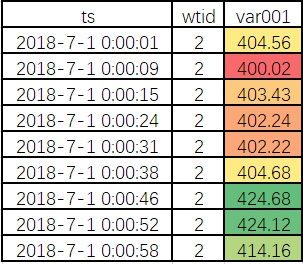 ts wtid var001
2018-7-1 0:00:01 2 404.56
2018-7-1 0:00:09 2 400.02
2018-7-1 0:00:15 2 403.43
2018-7-1 0:00:24 2 402.24
2018-7-1 0:00:31 2 402.22
2018-7-1 0:00:38 2 404.68
2018-7-1 0:00:46 2 424.68
2018-7-1 0:00:52 2 424.12
2018-7-1 0:00:58 2 414.16